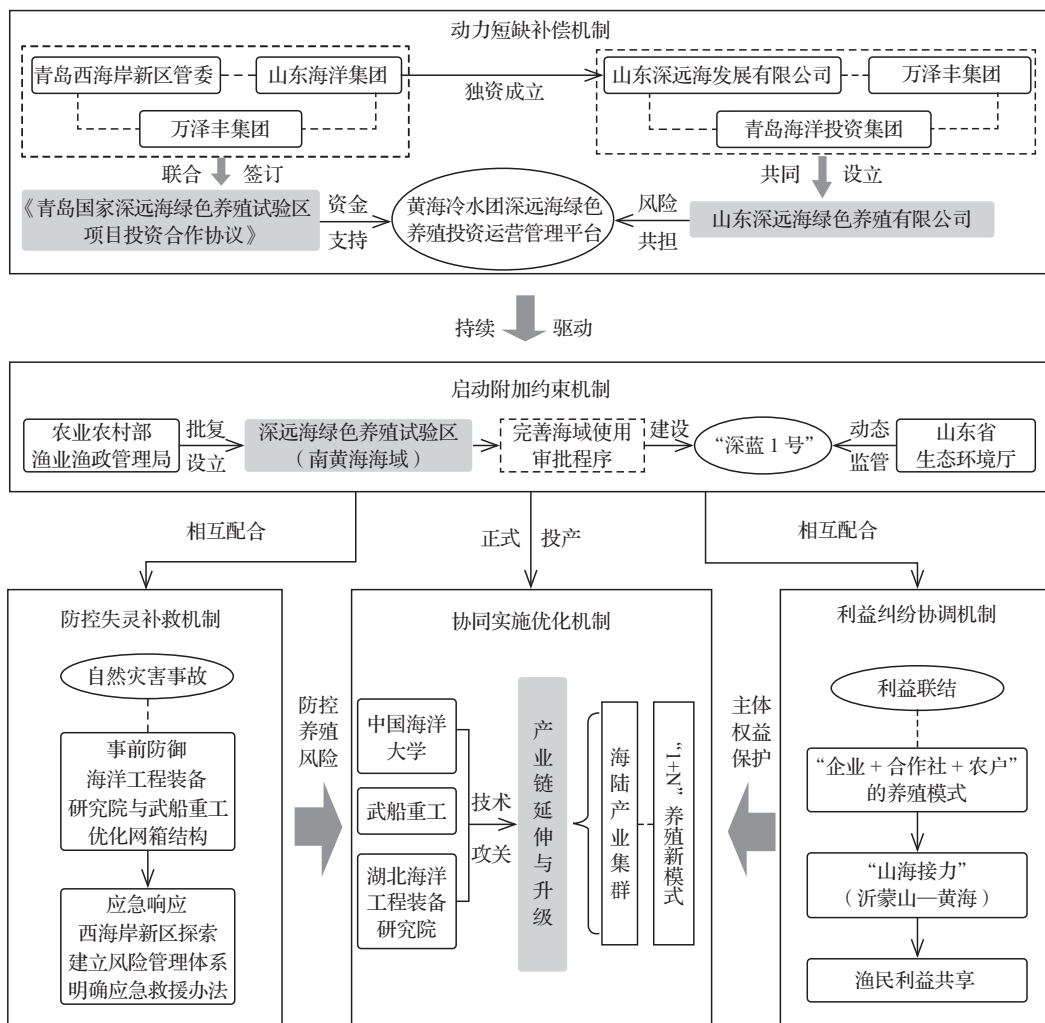 动力短缺补偿机制
青岛西海岸新区管委
山东海洋集团
万泽丰集团
独资成立
山东深远海发展有限公司
万泽丰集团
青岛海洋投资集团
联合 签订
共同 设立
《青岛国家深远海绿色养殖试验区
项目投资合作协议》
资金
支持
黄海冷水团深远海绿色
养殖投资运营管理平台
风险
共担
山东深远海绿色养殖有限公司
持续 驱动
启动附加约束机制
农业农村部
渔业渔政管理局
批复
设立
深远海绿色养殖试验区
（南黄海海域）
完善海域使用
审批程序
建设
“深蓝1号”
动态
监管
山东省
生态环境厅
相互配合
正式 投产
相互配合
防控失灵补救机制
自然灾害事故
事前防御
海洋工程装备
研究院与武船重工
优化网箱结构
应急响应
西海岸新区探索
建立风险管理体系
明确应急救援办法
防控
养殖
风险
协同实施优化机制
中国海洋
大学
武船重工
湖北海洋
工程装备
研究院
技术
攻关
产业链延伸与升级
海陆产业集群
“1+N”养殖新模式
主体
权益
保护
利益纠纷协调机制
利益联结
“企业+合作社+农户”
的养殖模式
“山海接力”
（沂蒙山—黄海）
渔民利益共享